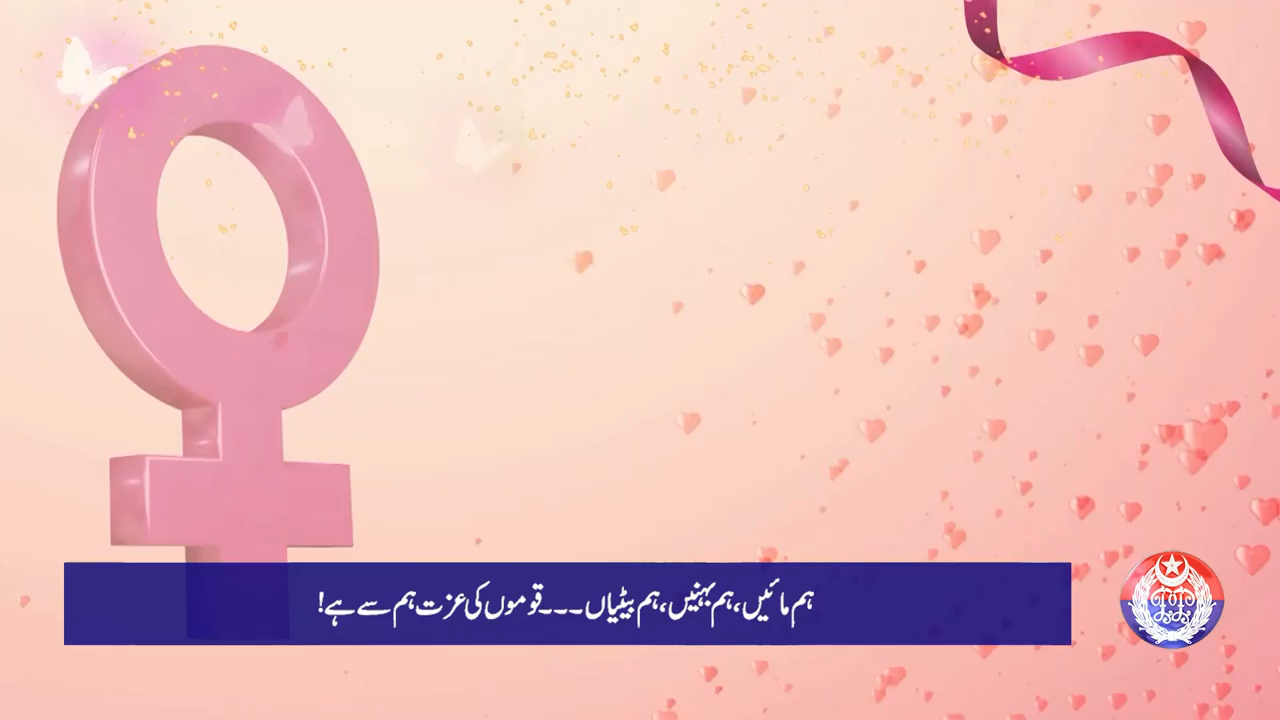 ہم مائیں، ہم بہنیں، ہم بیٹیاں ۔۔۔ قوموں کی عزت ہم سے ہے!